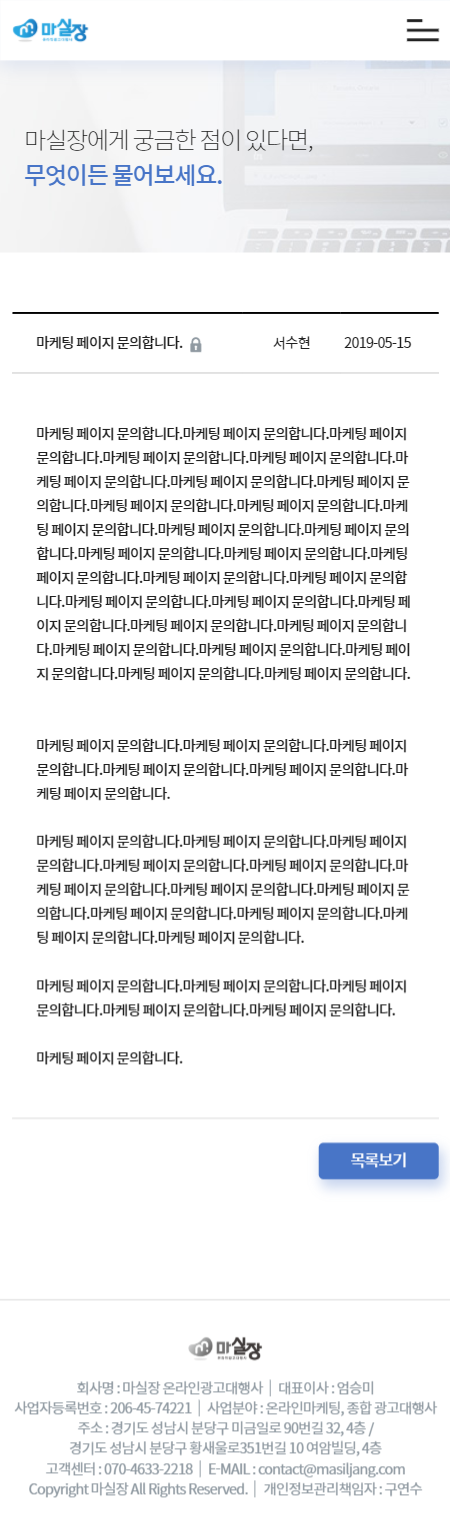 마실장
마실장에게 궁금한 점이 있다면,
무엇이든 물어보세요.
마케팅 페이지 문의합니다. 서수현 2019-05-15
마케팅 페이지 문의합니다.마케팅 페이지 문의합니다.마케팅 페이지
문의합니다.마케팅 페이지 문의합니다.마케팅 페이지 문의합니다.마
케팅 페이지 문의합니다.마케팅 페이지 문의합니다.마케팅 페이지 문
의합니다.마케팅 페이지 문의합니다.마케팅 페이지 문의합니다.마케
팅 페이지 문의합니다.마케팅 페이지 문의합니다.마케팅 페이지 문의
합니다.마케팅 페이지 문의합니다.마케팅 페이지 문의합니다.마케팅
페이지 문의합니다.마케팅 페이지 문의합니다.마케팅 페이지 문의합
니다.마케팅 페이지 문의합니다.마케팅 페이지 문의합니다.마케팅 페
이지 문의합니다.마케팅 페이지 문의합니다.마케팅 페이지 문의합니
다.마케팅 페이지 문의합니다.마케팅 페이지 문의합니다.마케팅 페이
지 문의합니다.마케팅 페이지 문의합니다.마케팅 페이지 문의합니다.
마케팅 페이지 문의합니다.마케팅 페이지 문의합니다.마케팅 페이지
문의합니다.마케팅 페이지 문의합니다.마케팅 페이지 문의합니다.마
케팅 페이지 문의합니다.
마케팅 페이지 문의합니다.마케팅 페이지 문의합니다.마케팅 페이지
문의합니다.마케팅 페이지 문의합니다.마케팅 페이지 문의합니다.마
케팅 페이지 문의합니다.마케팅 페이지 문의합니다.마케팅 페이지 문
의합니다.마케팅 페이지 문의합니다.마케팅 페이지 문의합니다.마케
팅 페이지 문의합니다.마케팅 페이지 문의합니다.
마케팅 페이지 문의합니다.마케팅 페이지 문의합니다.마케팅 페이지
문의합니다.마케팅 페이지 문의합니다.마케팅 페이지 문의합니다.
마케팅 페이지 문의합니다.
목록보기
마실장
회사명 : 마실장 온라인광고대행사 | 대표이사 : 엄승미
사업자등록번호 : 206-45-74221 | 사업분야 : 온라인마케팅, 종합 광고대행사
주소 : 경기도 성남시 분당구 미금일로 90번길 32, 4층 /
경기도 성남시 분당구 황새울로351번길 10 여암빌딩, 4층
고객센터 : 070-4633-2218 | E-MAIL : contact@masiljang.com
Copyright 마실장 All Rights Reserved. | 개인정보관리책임자 : 구연수